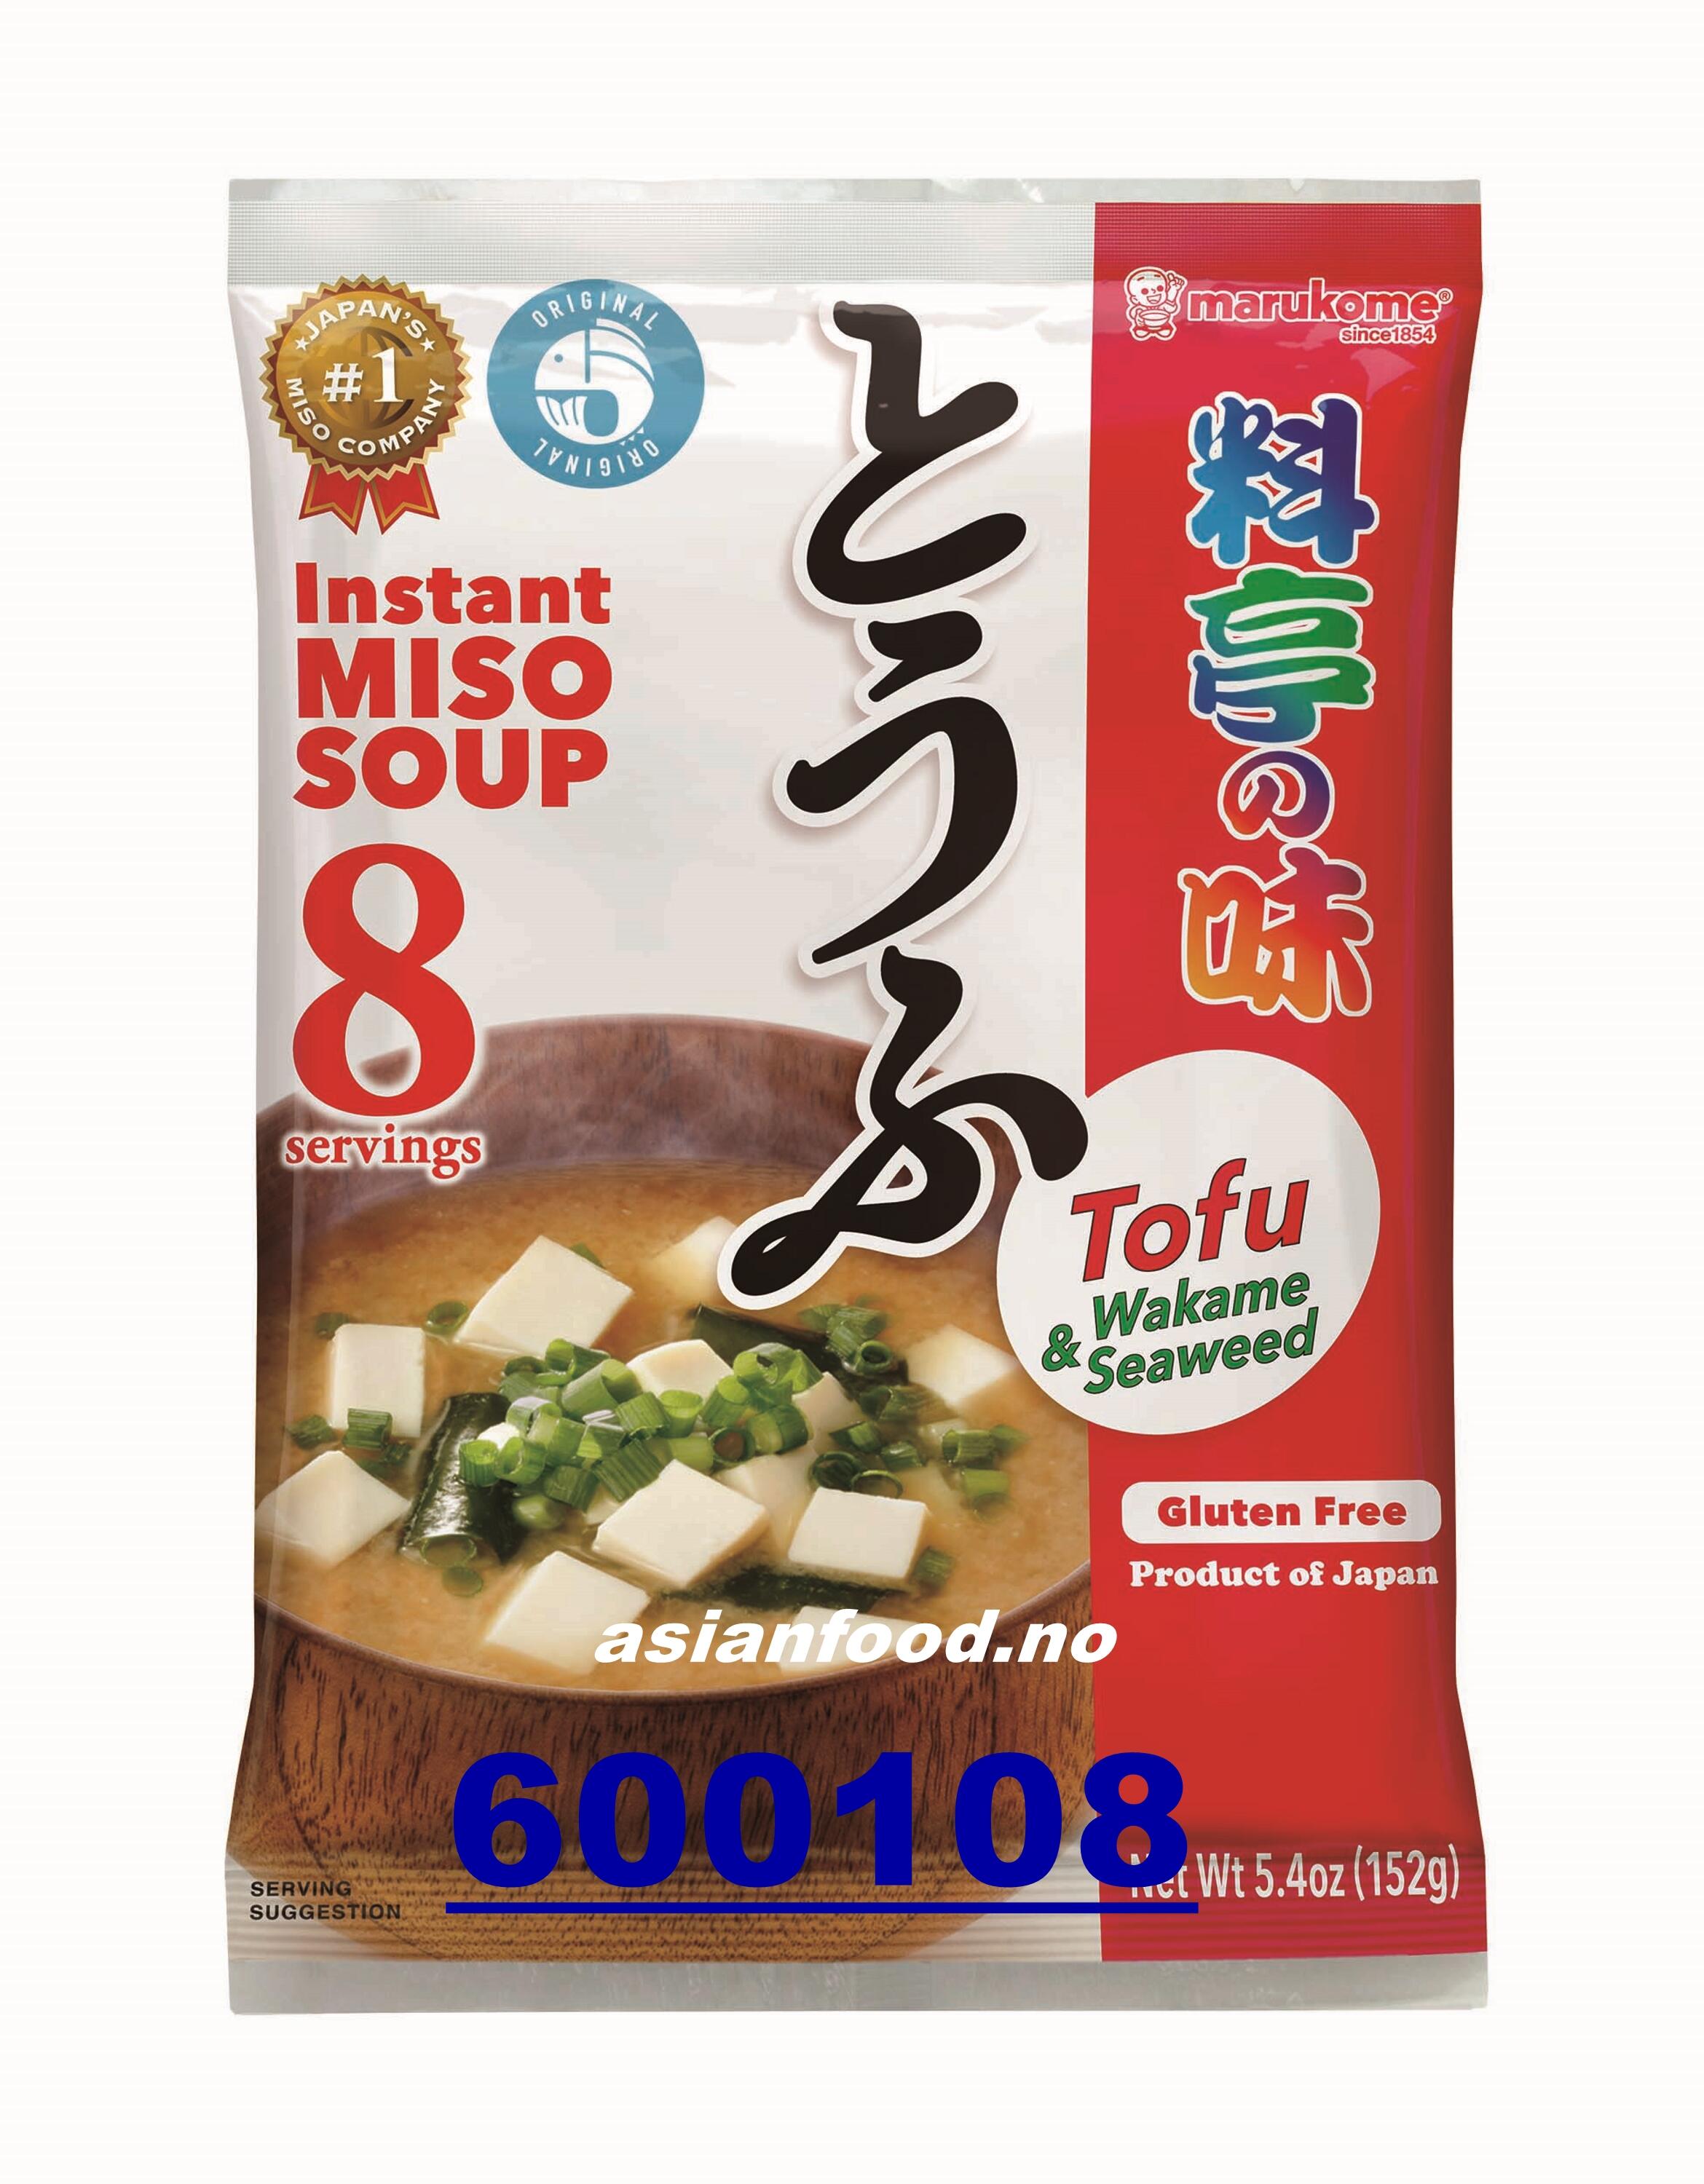 JAPAN'S
#1
MISO COMPANY
ORIGINAL
ORIGINAL
marukome®
since1854
Instant
MISO
SOUP
8
servings
とうふ
料亭の味
Tofu
Wakame
& Seaweed
Gluten Free
Product of Japan
asianfood.no
600108
SERVING
SUGGESTION
Net Wt 5.4oz (152g)